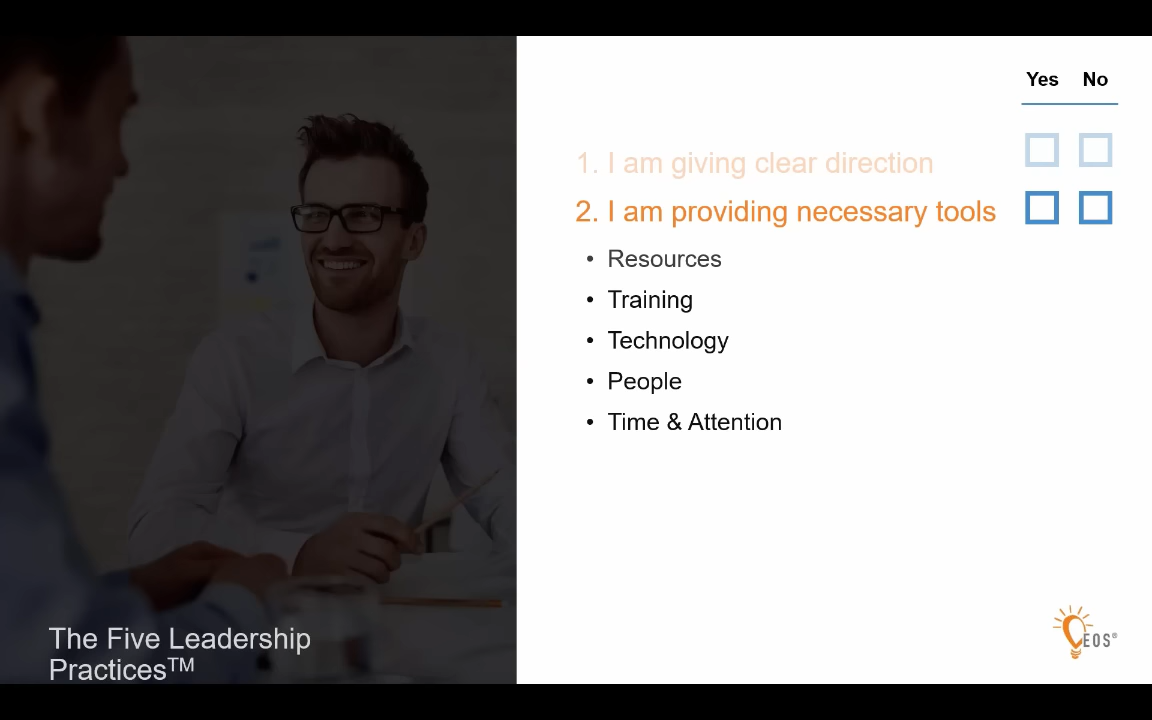 Yes No
1. I am giving clear direction
2. I am providing necessary tools
• Resources
• Training
• Technology
• People
• Time & Attention
The Five Leadership
Practices™
EOS®